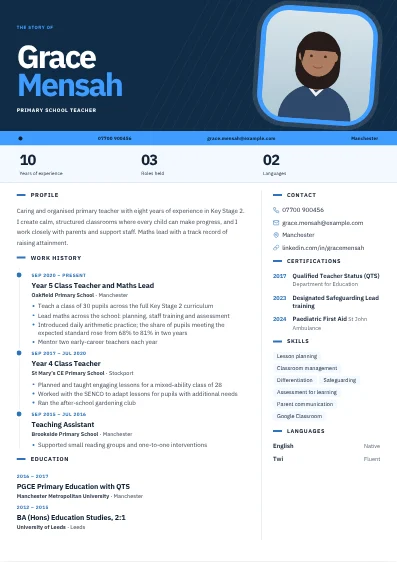 THE STORY OF
Grace
Mensah
PRIMARY SCHOOL TEACHER
07700 900456
grace.mensah@example.com
Manchester
10
Years of experience
03
Roles held
02
Languages
PROFILE
Caring and organised primary teacher with eight years of experience in Key Stage 2.
I create calm, structured classrooms where every child can make progress, and I
work closely with parents and support staff. Maths lead with a track record of
raising attainment.
WORK HISTORY
SEP 2020 – PRESENT
Year 5 Class Teacher and Maths Lead
Oakfield Primary School · Manchester
• Teach a class of 30 pupils across the full Key Stage 2 curriculum
• Lead maths across the school: planning, staff training and assessment
• Introduced daily arithmetic practice; the share of pupils meeting the
expected standard rose from 68% to 81% in two years
• Mentor two early-career teachers each year
SEP 2017 – JUL 2020
Year 4 Class Teacher
St Mary's CE Primary School · Stockport
• Planned and taught engaging lessons for a mixed-ability class of 28
• Worked with the SENCO to adapt lessons for pupils with additional needs
• Ran the after-school gardening club
SEP 2015 – JUL 2016
Teaching Assistant
Brookside Primary School · Manchester
• Supported small reading groups and one-to-one interventions
EDUCATION
2016 – 2017
PGCE Primary Education with QTS
Manchester Metropolitan University · Manchester
2012 – 2015
BA (Hons) Education Studies, 2:1
University of Leeds · Leeds
CONTACT
07700 900456
grace.mensah@example.com
Manchester
linkedin.com/in/gracemensah
CERTIFICATIONS
2017 Qualified Teacher Status (QTS)
Department for Education
2023 Designated Safeguarding Lead
training
2024 Paediatric First Aid St John
Ambulance
SKILLS
Lesson planning
Classroom management
Differentiation Safeguarding
Assessment for learning
Parent communication
Google Classroom
LANGUAGES
English Native
Twi Fluent